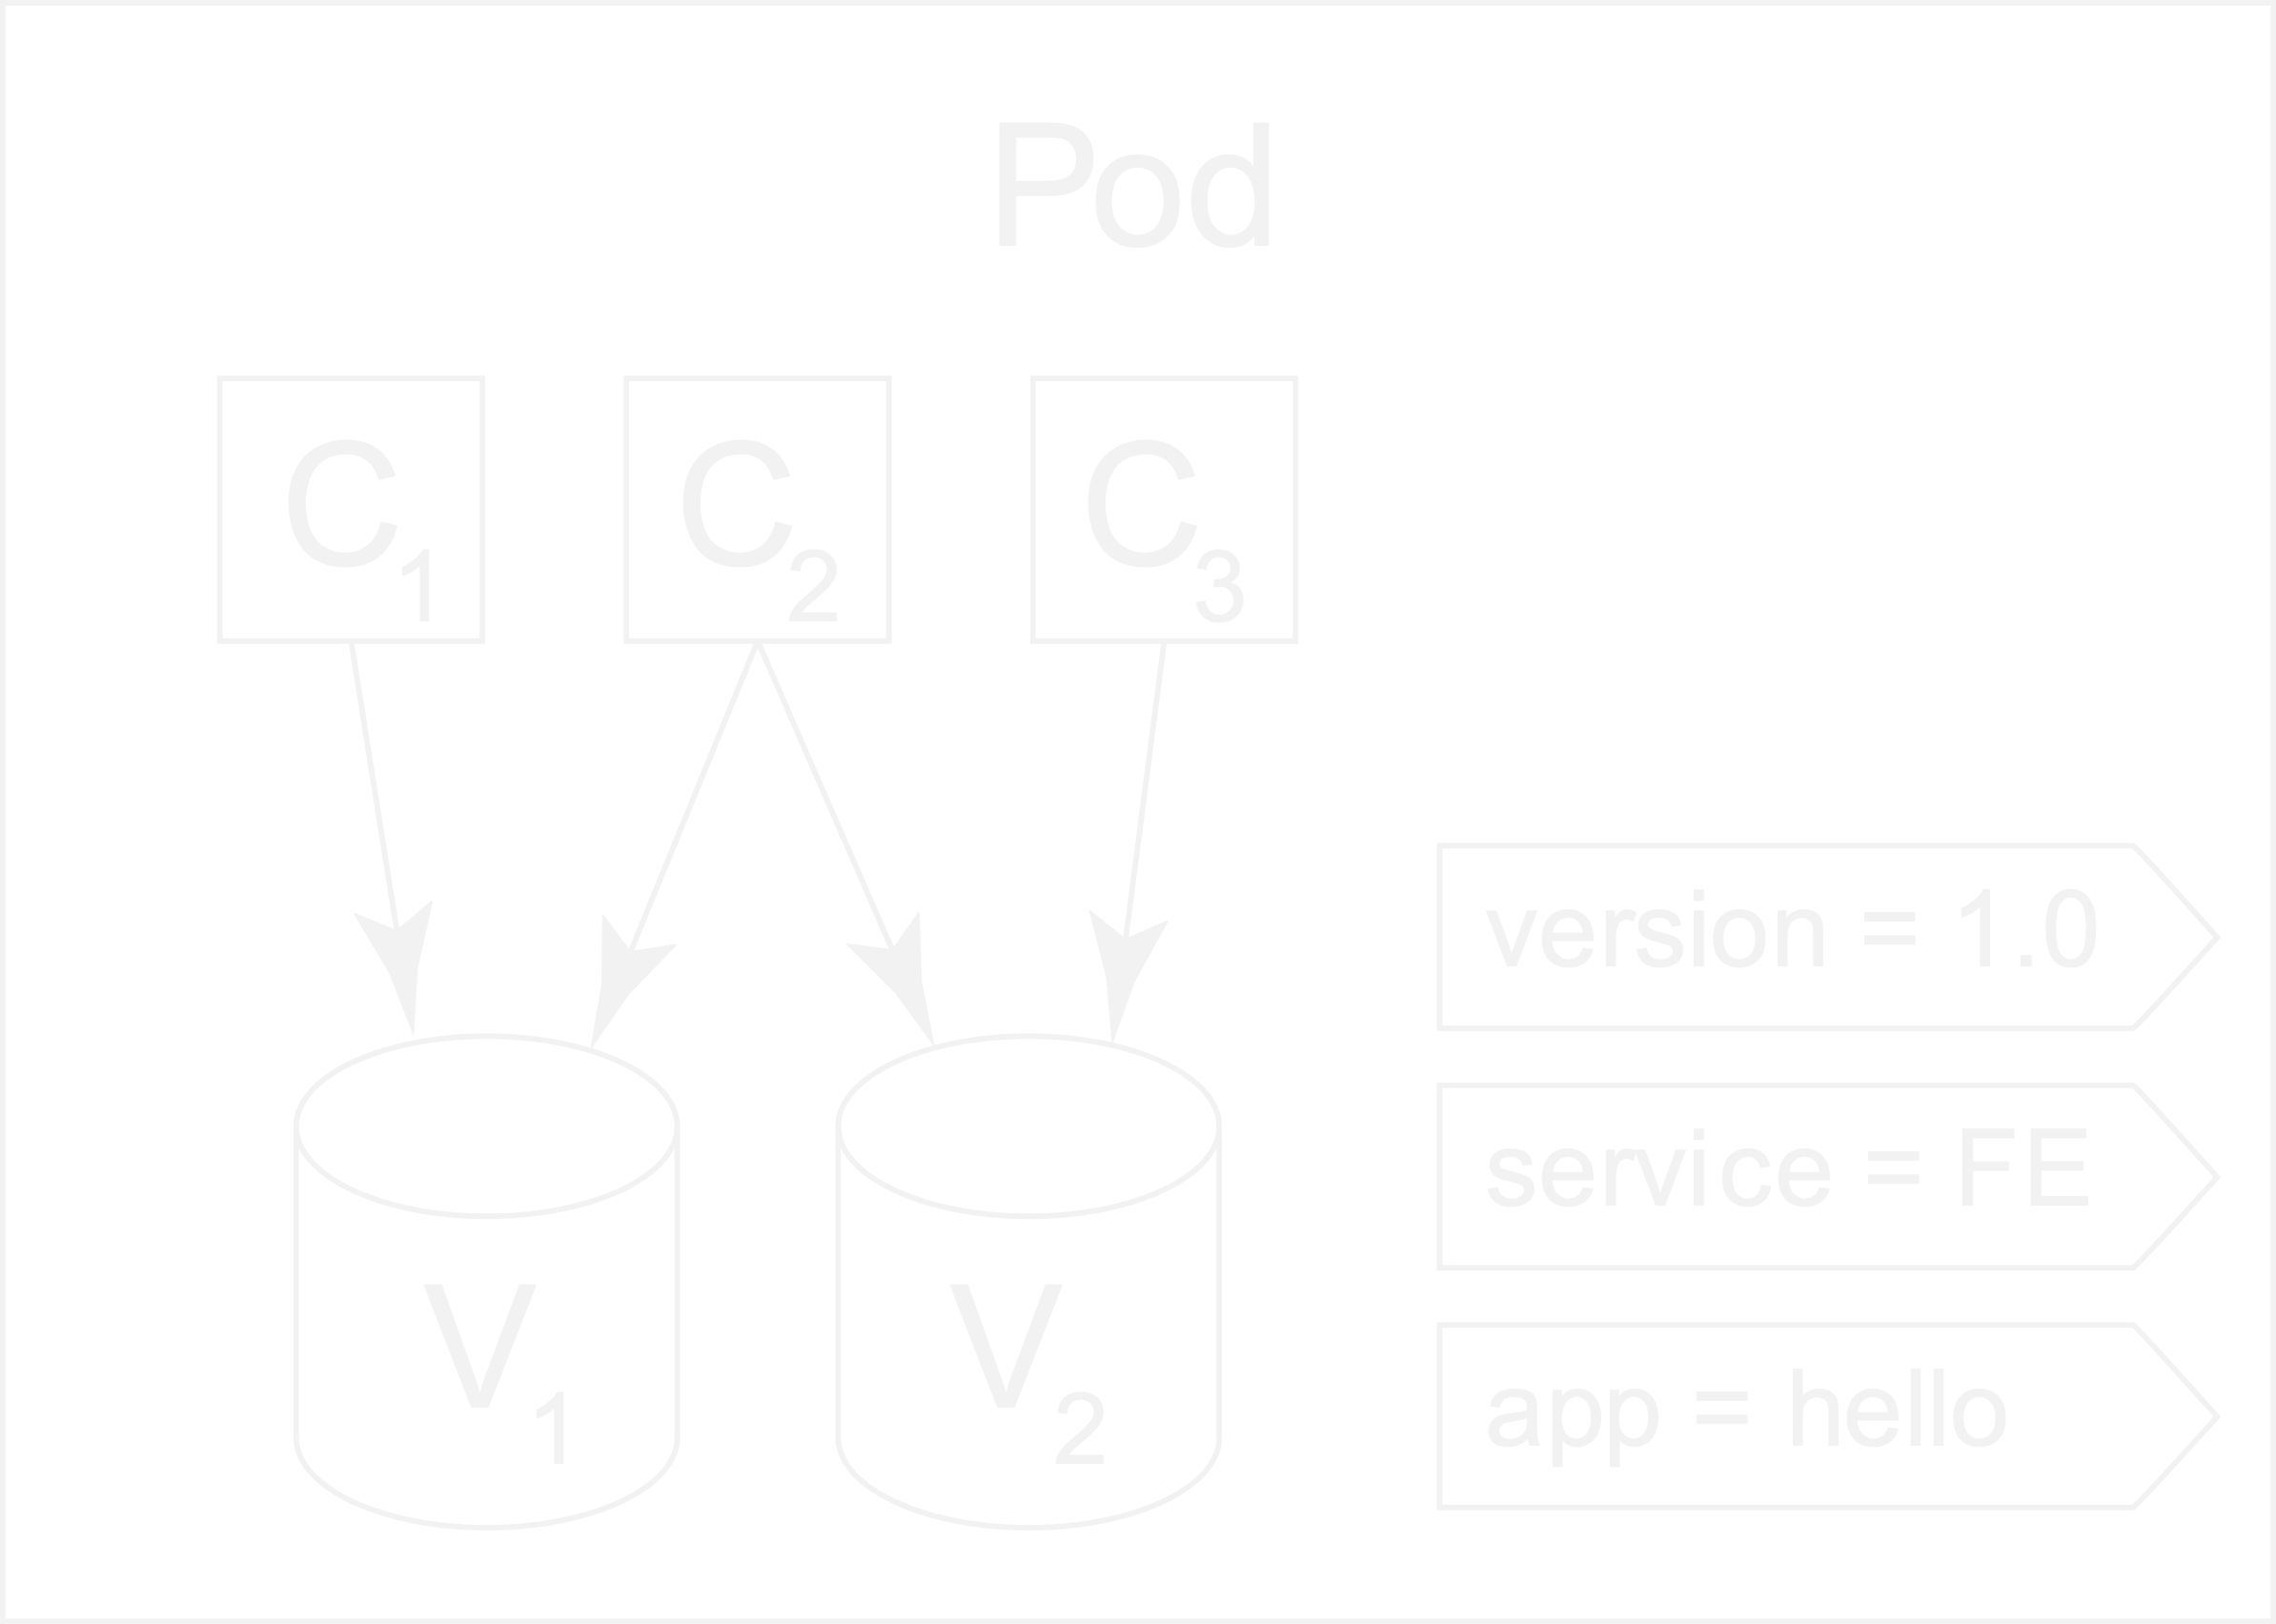 Pod
C1
C2
C3
version = 1.0
service = FE
app = hello
V1
V2